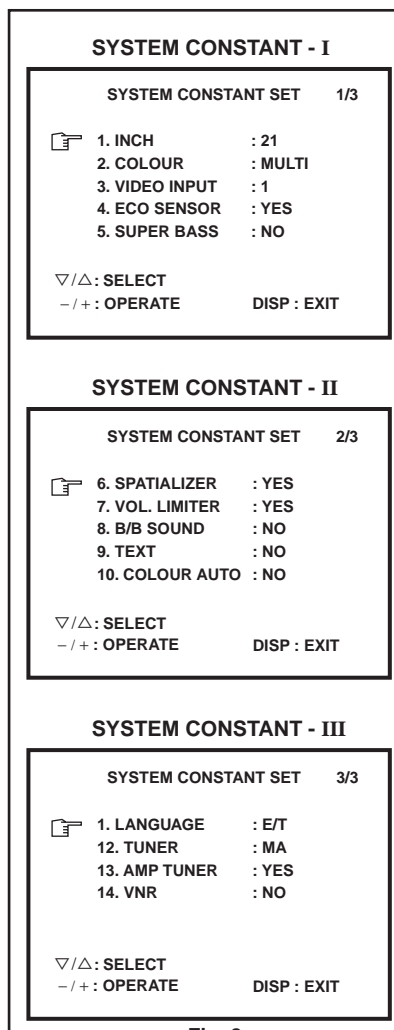 SYSTEM CONSTANT - I
SYSTEM CONSTANT SET 1/3
1. INCH : 21
2. COLOUR : MULTI
3. VIDEO INPUT : 1
4. ECO SENSOR : YES
5. SUPER BASS : NO
▽/△: SELECT
– / + : OPERATE DISP : EXIT
SYSTEM CONSTANT - II
SYSTEM CONSTANT SET 2/3
6. SPATIALIZER : YES
7. VOL. LIMITER : YES
8. B/B SOUND : NO
9. TEXT : NO
10. COLOUR AUTO : NO
▽/△: SELECT
– / + : OPERATE DISP : EXIT
SYSTEM CONSTANT - III
SYSTEM CONSTANT SET 3/3
1. LANGUAGE : E/T
12. TUNER : MA
13. AMP TUNER : YES
14. VNR : NO
▽/△: SELECT
– / + : OPERATE DISP : EXIT